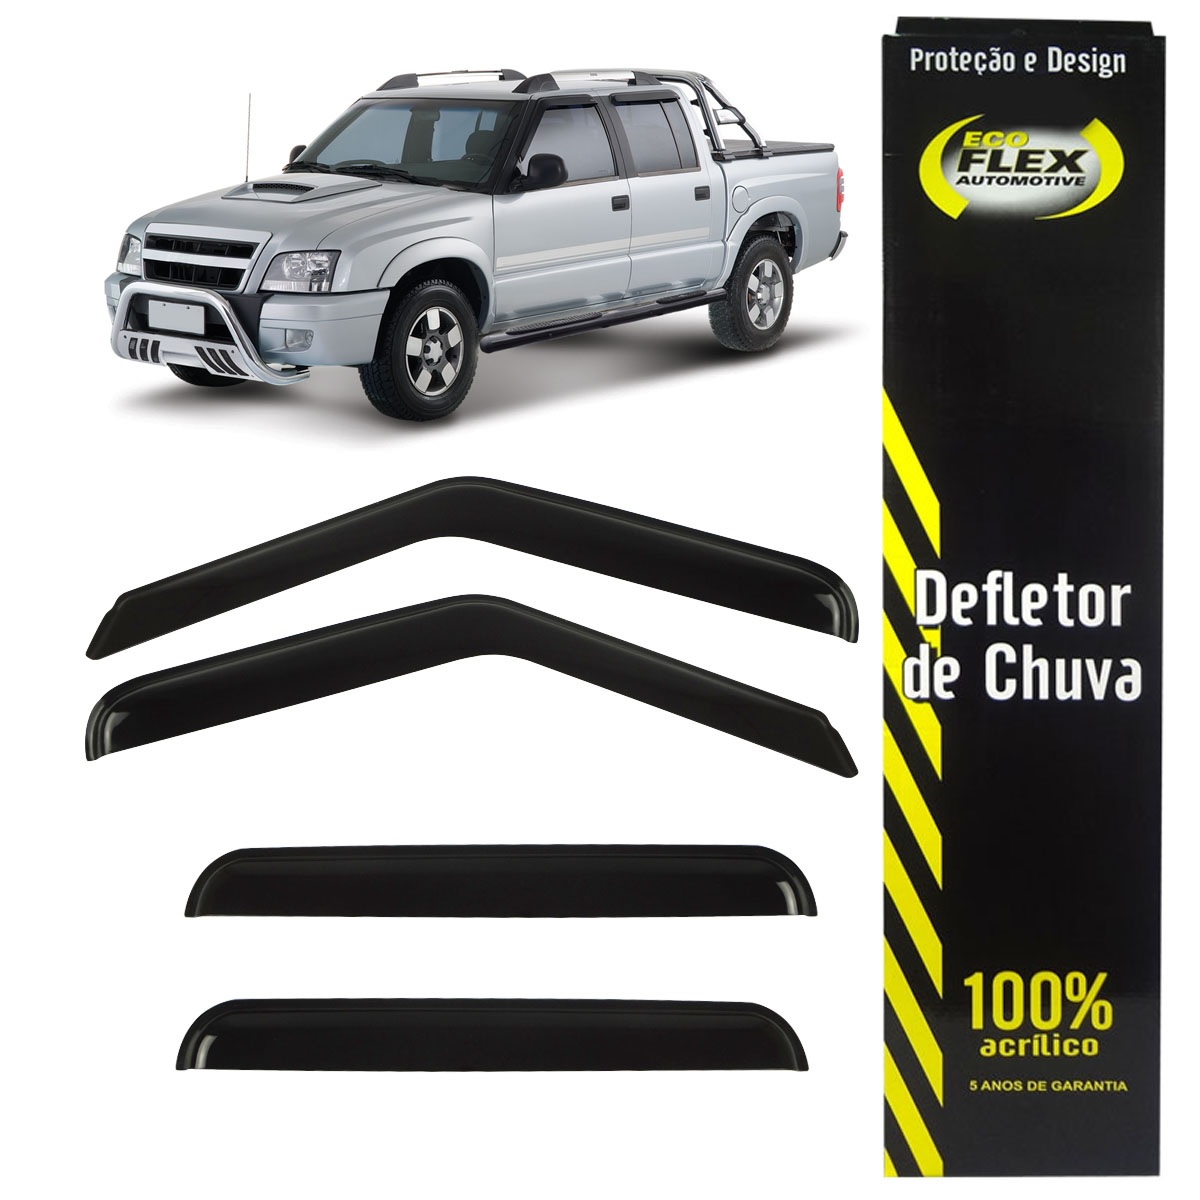 Proteção e Design
ECO
FLEX
AUTOMOTIVE
Defletor
de Chuva
100%
acrílico
5 ANOS DE GARANTIA